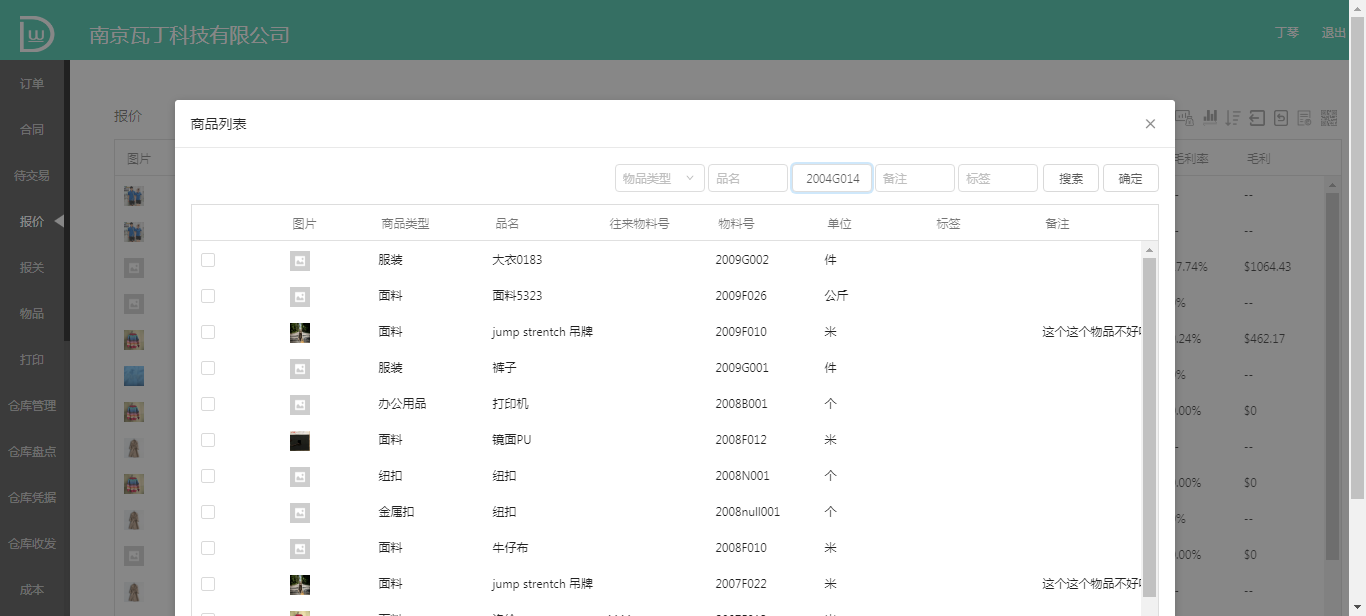 南京瓦丁科技有限公司
丁琴 退出
订单
合同
待交易
报价
报关
物品
打印
仓库管理
仓库盘点
仓库凭据
仓库收发
成本
报价
图片
毛利率 毛利
-- --
-- --
7.74% $1064.43
% --
.24% $462.17
% --
.00% $0
- --
.00% $0
% --
.00% $0
- --
商品列表
物品类型 品名 2004G014 备注 标签 搜索 确定
图片 商品类型 品名 往来物料号 物料号 单位 标签 备注
服装 大衣0183 2009G002 件
面料 面料5323 2009F026 公斤
面料 jump strentch 吊牌 2009F010 米 这个这个物品不好
服装 裤子 2009G001 件
办公用品 打印机 2008B001 个
面料 镜面PU 2008F012 米
纽扣 纽扣 2008N001 个
金属扣 纽扣 2008null001 个
面料 牛仔布 2008F010 米
面料 jump strentch 吊牌 2007F022 米 这个这个物品不好